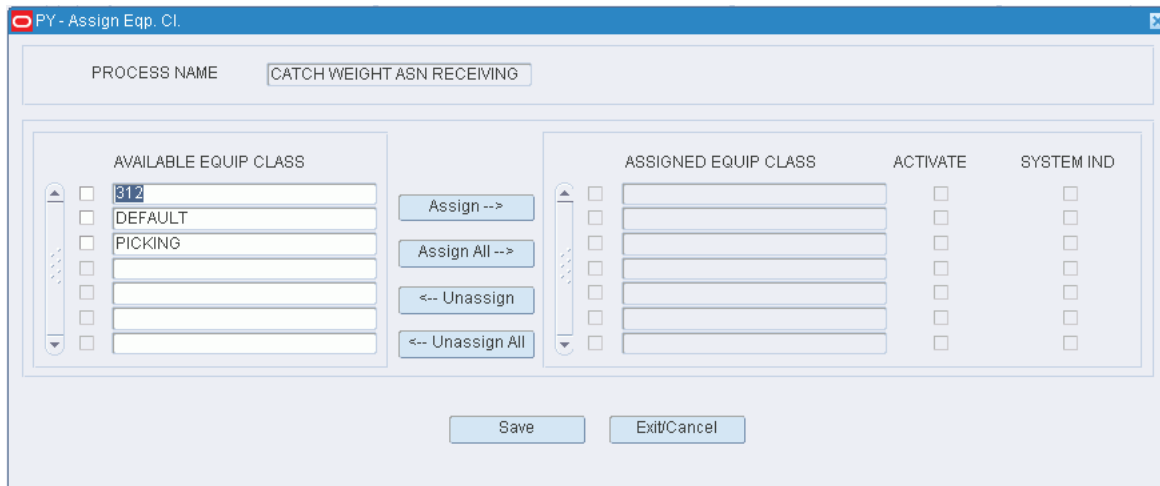 PY - Assign Eqp. Cl.
PROCESS NAME CATCH WEIGHT ASN RECEIVING
AVAILABLE EQUIP CLASS
312
DEFAULT
PICKING
Assign -->
Assign All -->
<-- Unassign
<-- Unassign All
ASSIGNED EQUIP CLASS ACTIVATE SYSTEM IND
Save Exit/Cancel